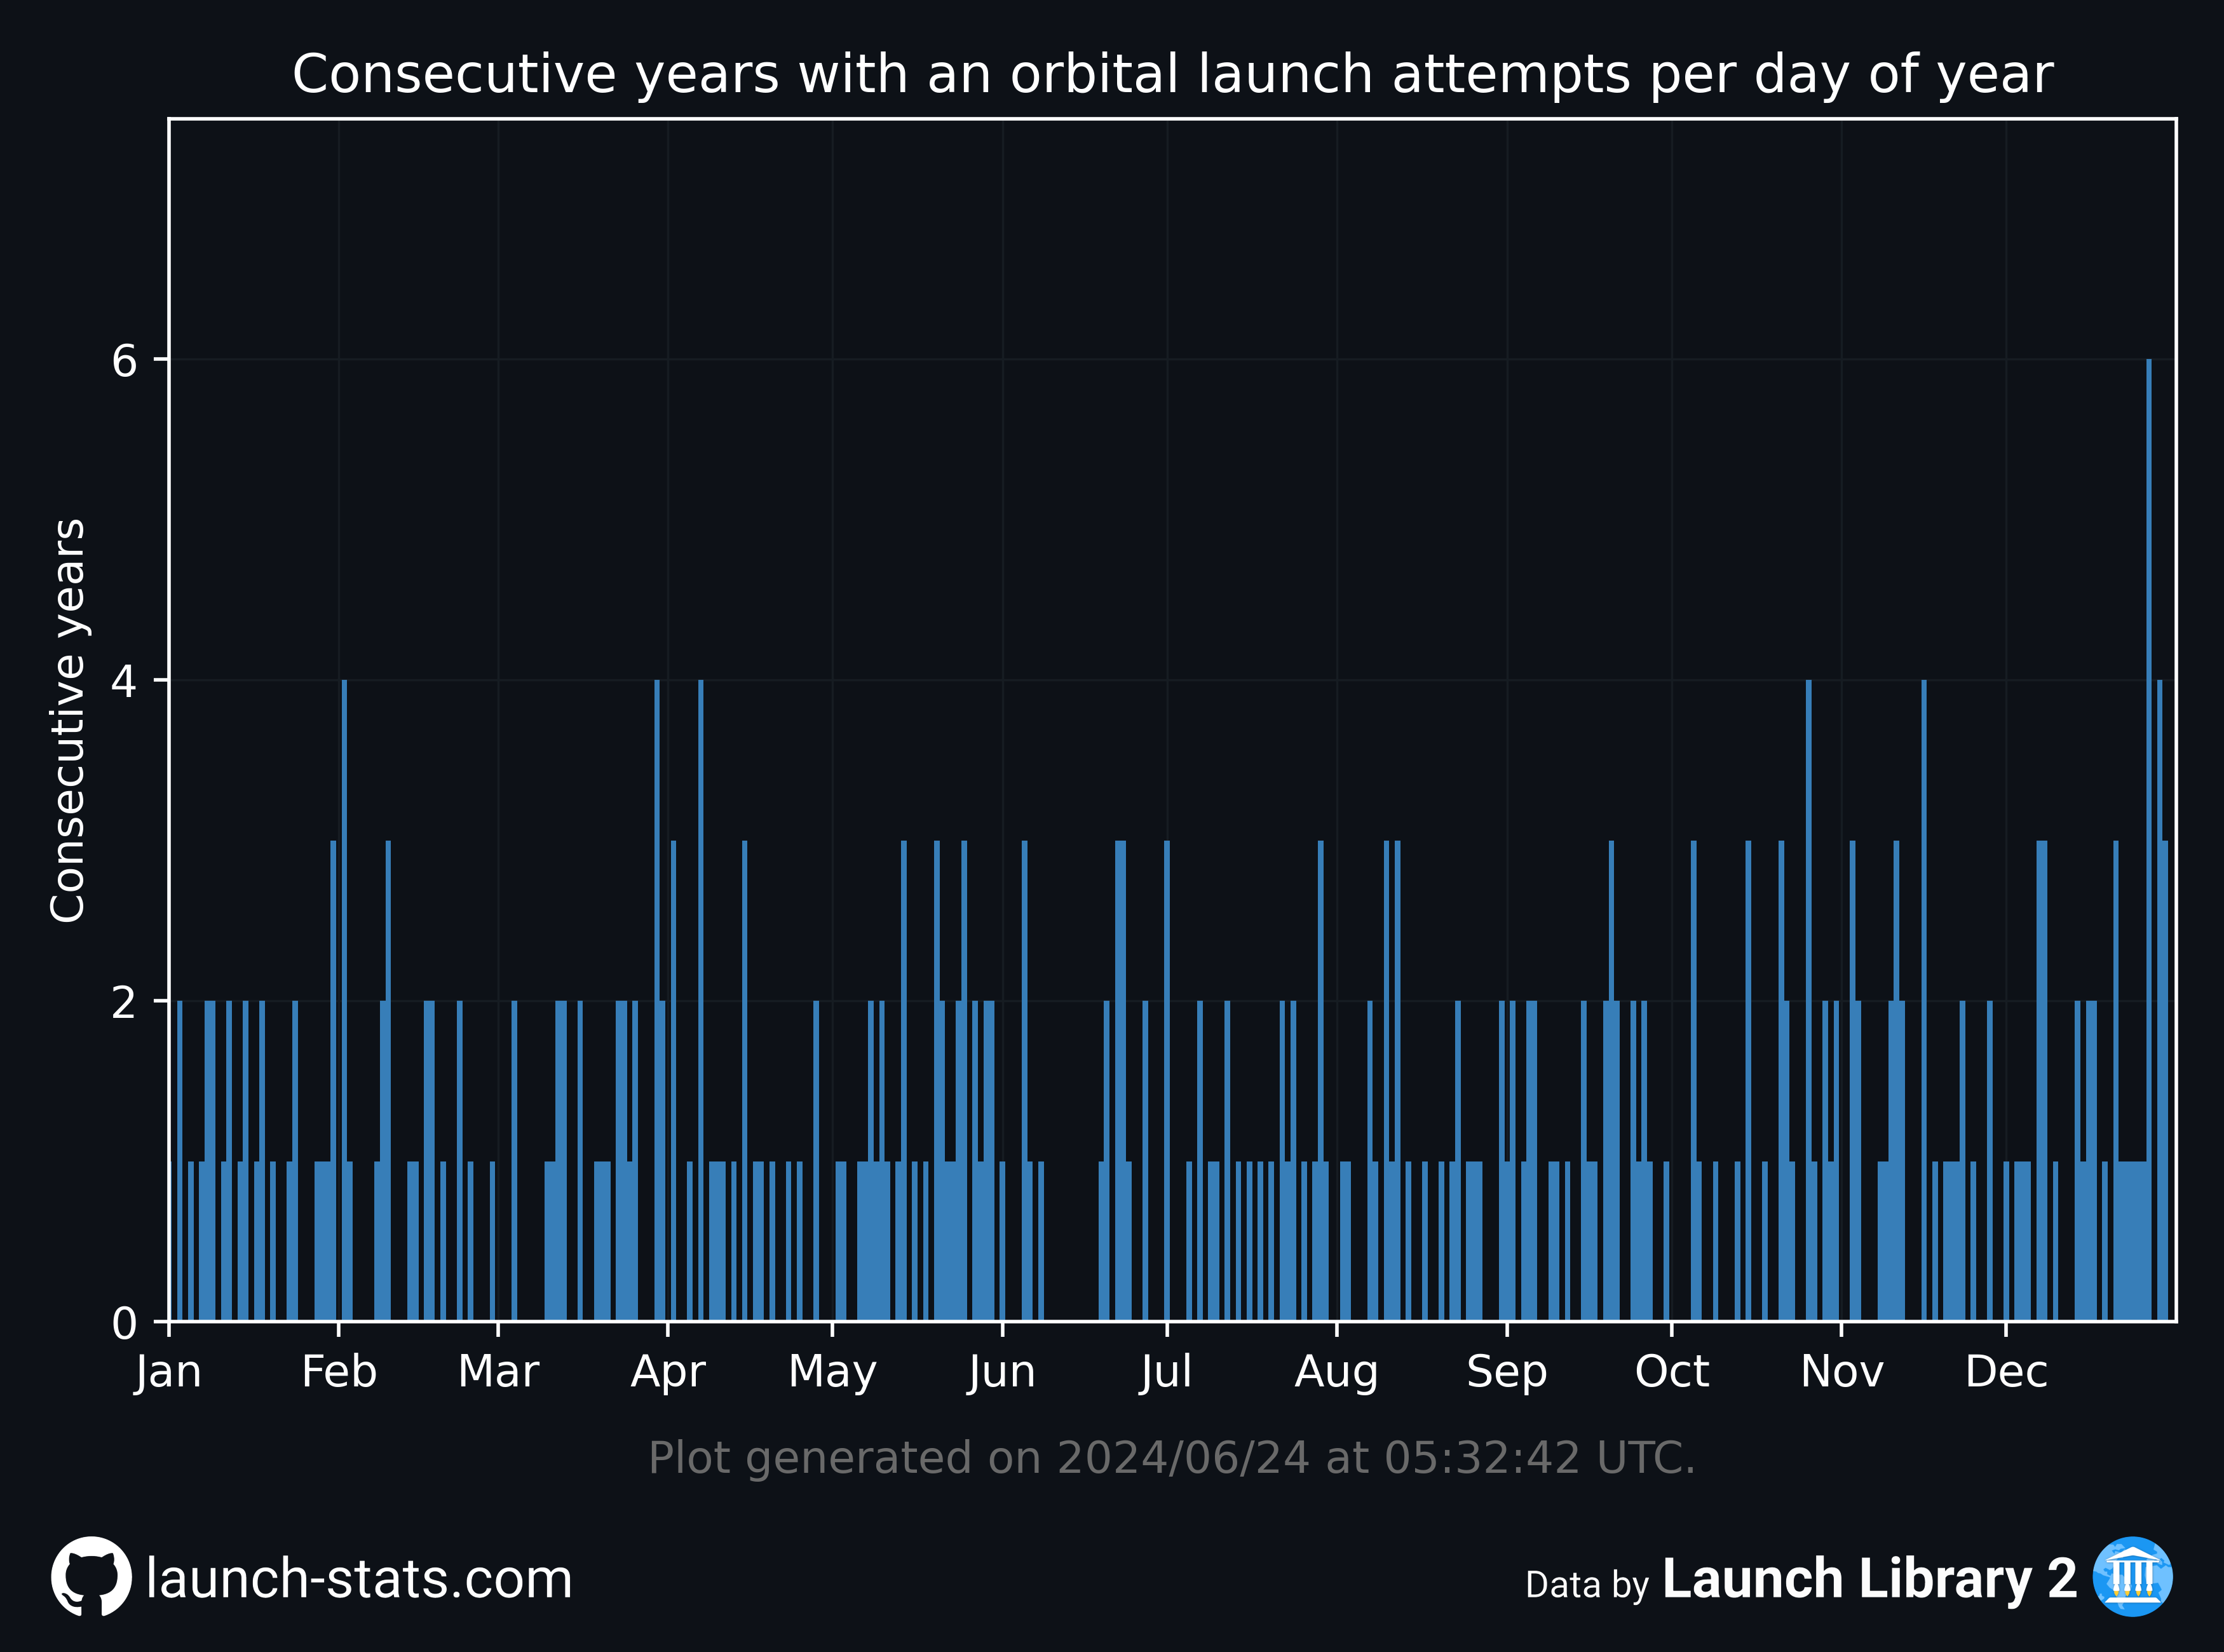 Consecutive years with an orbital launch attempts per day of year
Consecutive years
6
4
2
0
Jan Feb Mar Apr May Jun Jul Aug Sep Oct Nov Dec
Plot generated on 2024/06/24 at 05:32:42 UTC.
launch-stats.com
Data by Launch Library 2